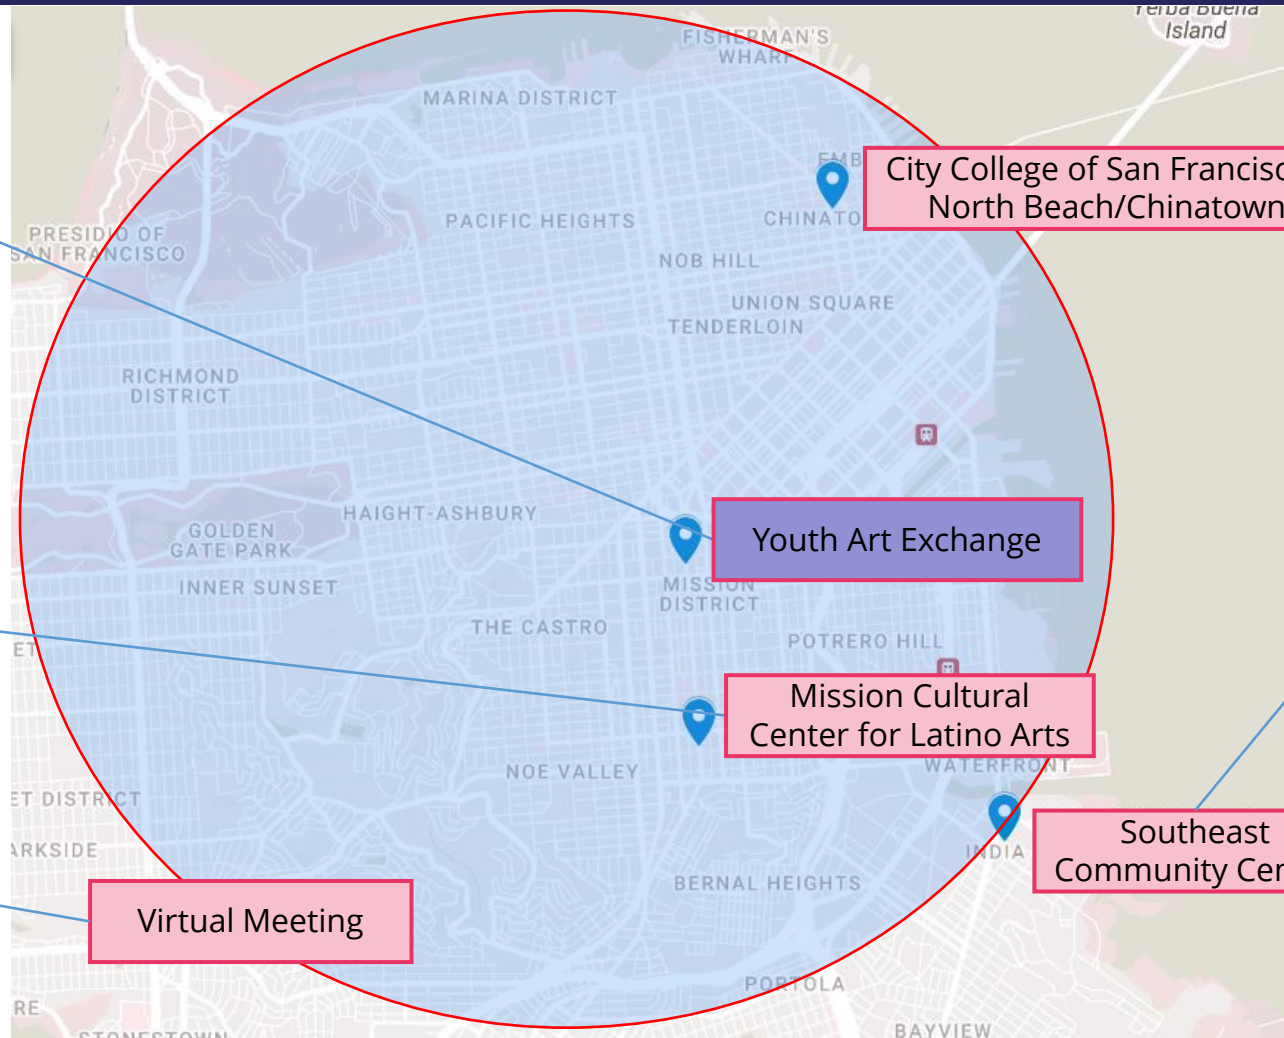 Yerba Buena
Island
FISHERMAN'S
WHARF
MARINA DISTRICT
EMB
City College of San Francisc
North Beach/Chinatown
CHINATO
PACIFIC HEIGHTS
PRESIDIO OF
SAN FRANCISCO
NOB HILL
UNION SQUARE
TENDERLOIN
RICHMOND
DISTRICT
HAIGHT-ASHBURY
GOLDEN
GATE PARK
Youth Art Exchange
INNER SUNSET
MISSION
DISTRICT
THE CASTRO
POTRERO HILL
ET
Mission Cultural
Center for Latino Arts
NOE VALLEY
WATERFRONT
ET DISTRICT
ARKSIDE
INDIA
Southeast
Community Cen
BERNAL HEIGHTS
Virtual Meeting
PORTOLA
RE
BAYVIEW
STONESTOWN